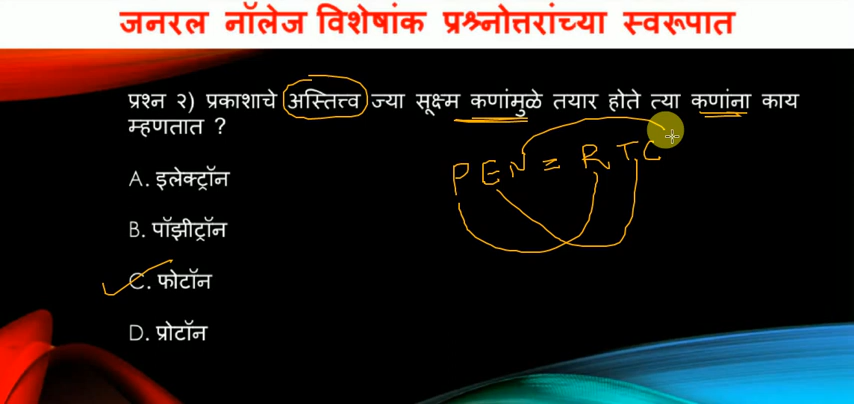 जनरल नॉलेज विशेषांक प्रश्नोत्तरांच्या स्वरूपात
प्रश्न २) प्रकाशाचे अस्तित्त्व ज्या सूक्ष्म कणांमुळे तयार होते त्या कणांना काय
म्हणतात ?
PEN = RTC
A. इलेक्ट्रॉन
B. पॉझीट्रॉन
C. फोटॉन
D. प्रोटॉन